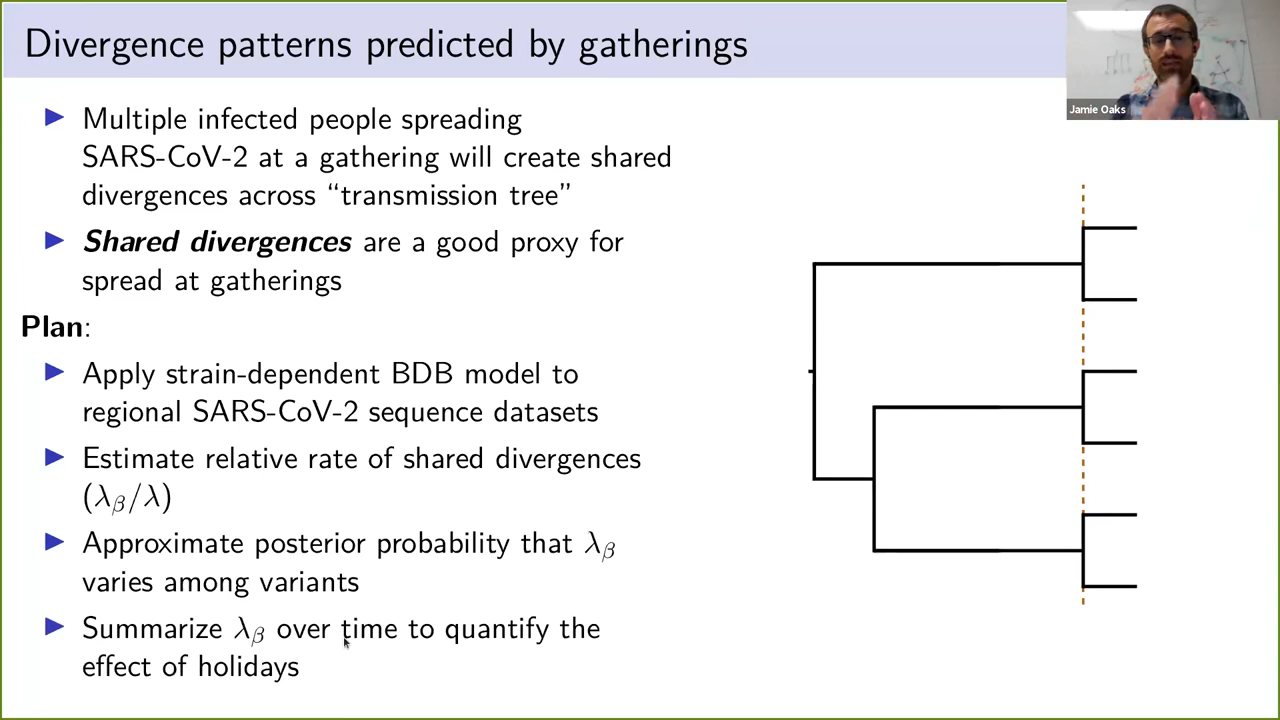 Divergence patterns predicted by gatherings
Jamie Oaks
▶ Multiple infected people spreading
SARS-CoV-2 at a gathering will create shared
divergences across “transmission tree”
▶ Shared divergences are a good proxy for
spread at gatherings
Plan:
▶ Apply strain-dependent BDB model to
regional SARS-CoV-2 sequence datasets
▶ Estimate relative rate of shared divergences
(λβ/λ)
▶ Approximate posterior probability that λβ
varies among variants
▶ Summarize λβ over time to quantify the
effect of holidays